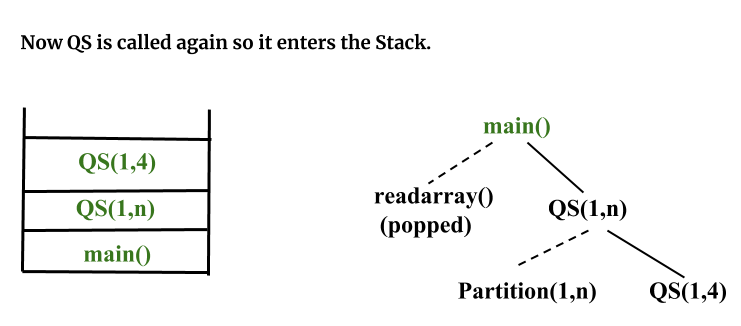 Now QS is called again so it enters the Stack.
QS(1,4)
QS(1,n)
main()
main()
readarray()
(popped)
QS(1,n)
Partition(1,n)
QS(1,4)